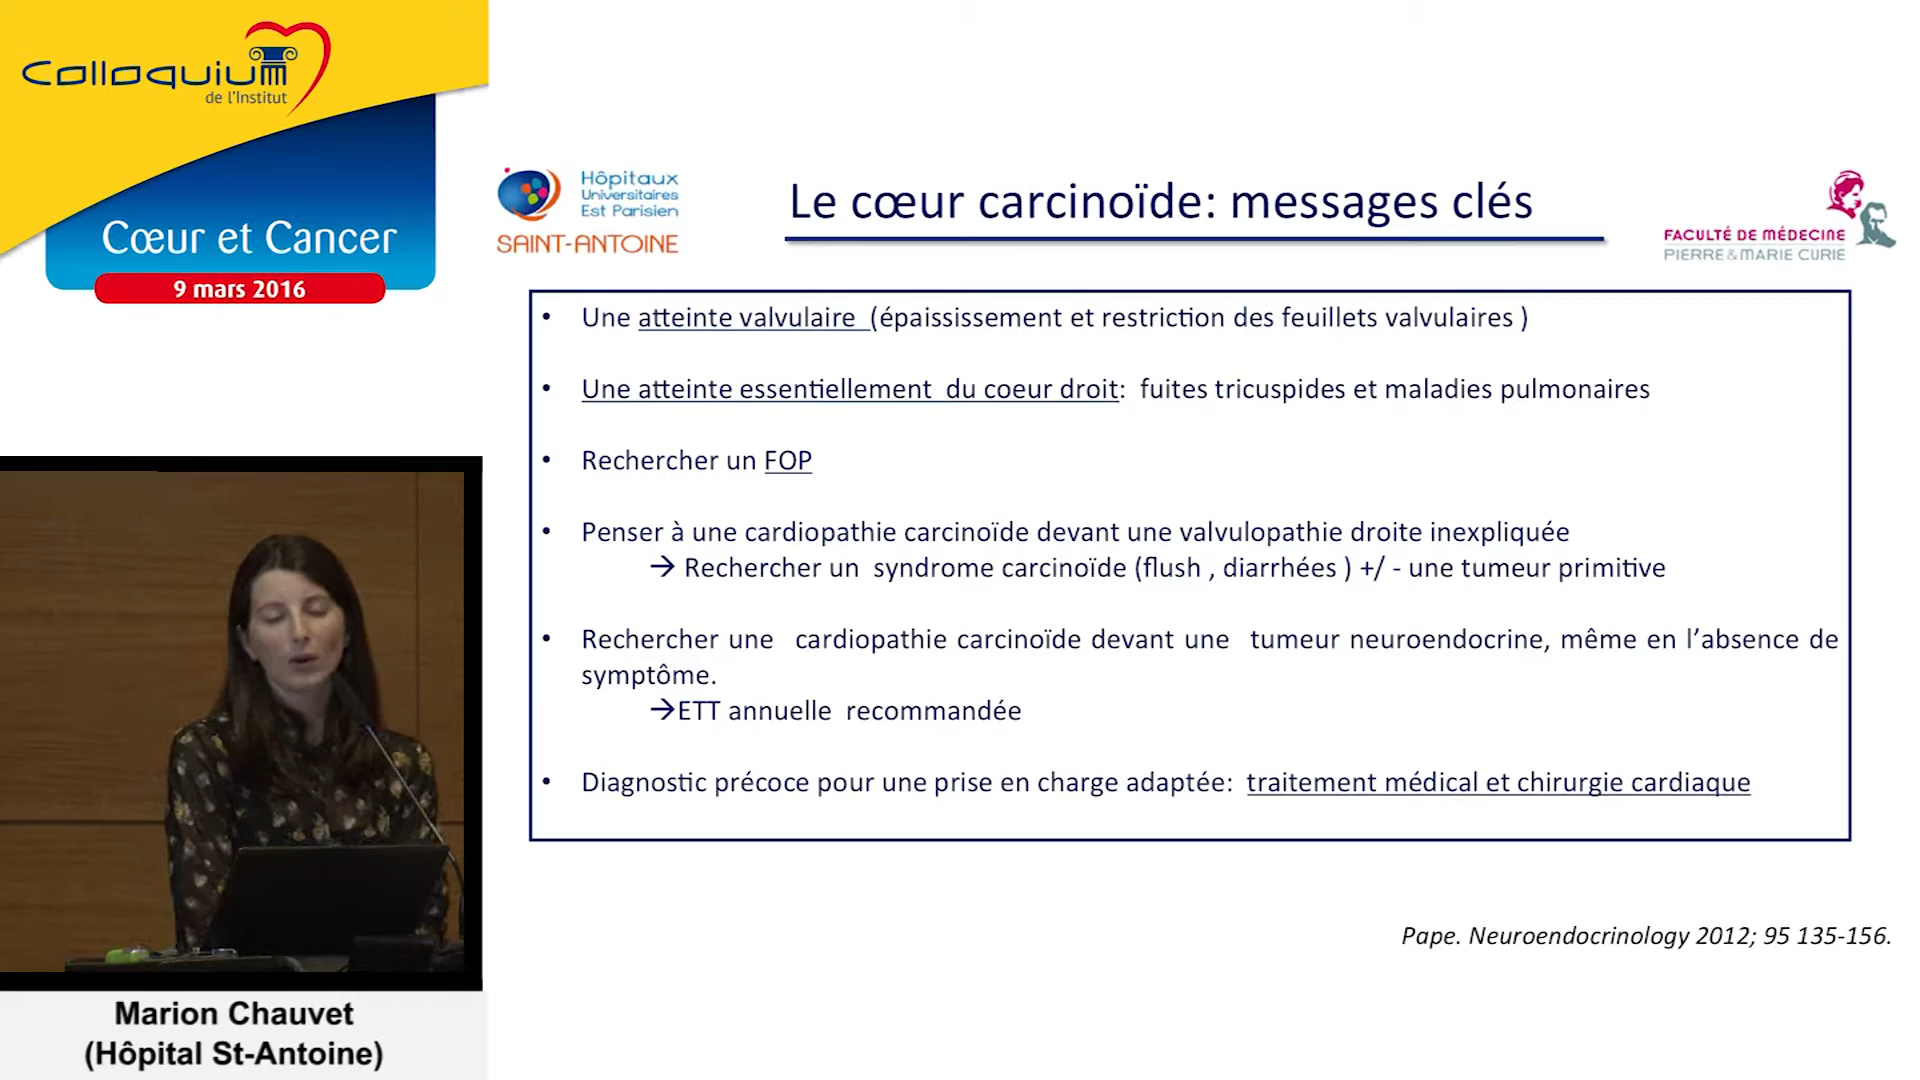 Colloquium
de l'Institut
Cœur et Cancer
9 mars 2016
Hôpitaux
Universitaires
Est Parisien
SAINT-ANTOINE
Le cœur carcinoïde: messages clés
FACULTÉ DE MÉDECINE
PIERRE & MARIE CURIE
• Une atteinte valvulaire (épaississement et restriction des feuillets valvulaires )
• Une atteinte essentiellement du coeur droit: fuites tricuspides et maladies pulmonaires
• Rechercher un FOP
• Penser à une cardiopathie carcinoïde devant une valvulopathie droite inexpliquée
→ Rechercher un syndrome carcinoïde (flush , diarrhées ) +/ - une tumeur primitive
• Rechercher une cardiopathie carcinoïde devant une tumeur neuroendocrine, même en l’absence de
symptôme.
→ETT annuelle recommandée
• Diagnostic précoce pour une prise en charge adaptée: traitement médical et chirurgie cardiaque
Pape. Neuroendocrinology 2012; 95 135-156.
Marion Chauvet
(Hôpital St-Antoine)